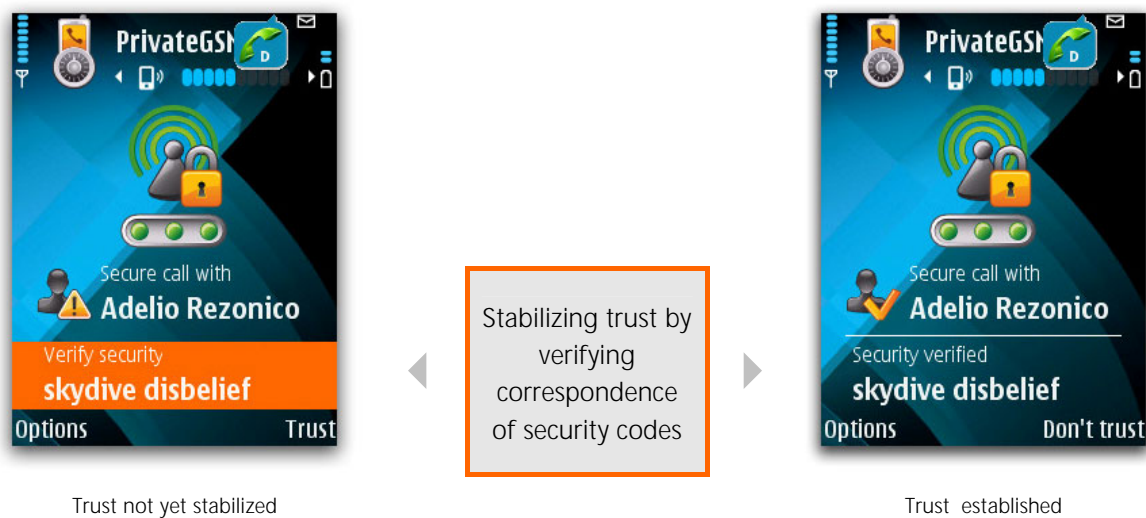 PrivateGSM
D
Secure call with
Adelio Rezonico
Verify security
skydive disbelief
Options Trust
Trust not yet stabilized
Stabilizing trust by
verifying
correspondence
of security codes
PrivateGSM
D
Secure call with
Adelio Rezonico
Security verified
skydive disbelief
Options Don't trust
Trust established